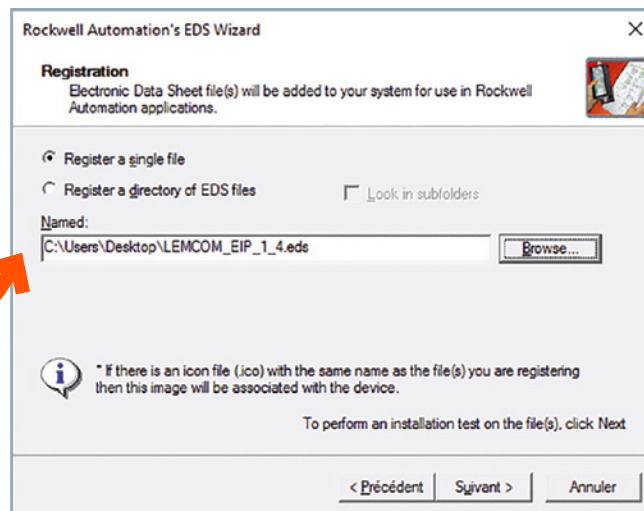 Rockwell Automation's EDS Wizard
Registration
Electronic Data Sheet file(s) will be added to your system for use in Rockwell
Automation applications.
Register a single file
Register a directory of EDS files
Look in subfolders
Named:
C:\Users\Desktop\LEMCOM_EIP_1_4.eds
Browse...
* If there is an icon file (.ico) with the same name as the file(s) you are registering
then this image will be associated with the device.
To perform an installation test on the file(s), click Next
< Précédent
Suivant >
Annuler